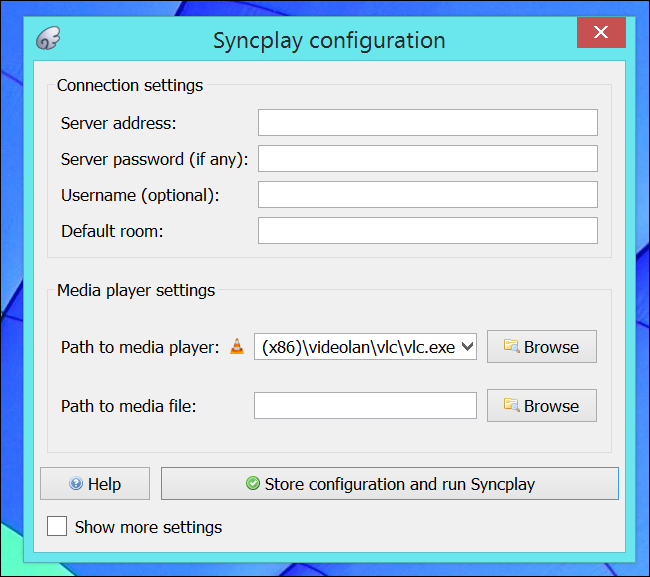 Syncplay configuration
Connection settings
Server address:
Server password (if any):
Username (optional):
Default room:
Media player settings
Path to media player: (x86)\videolan\vlc\vlc.exe Browse
Path to media file: Browse
Help Store configuration and run Syncplay
Show more settings